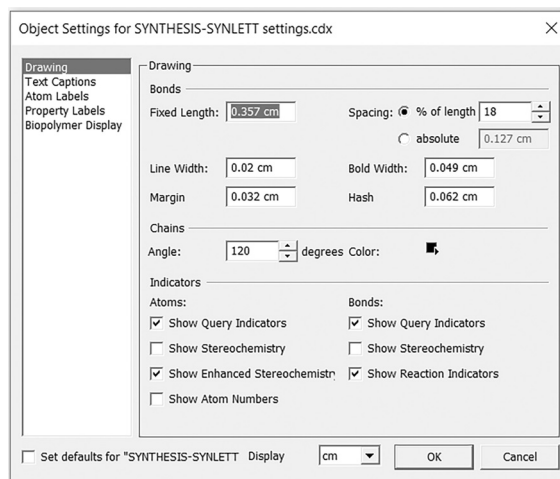 Object Settings for SYNTHESIS-SYNLETT settings.cdx
Drawing
Text Captions
Atom Labels
Property Labels
Biopolymer Display
Drawing
Bonds
Fixed Length: 0.357 cm Spacing: % of length 18
absolute 0.127 cm
Line Width: 0.02 cm Bold Width: 0.049 cm
Margin 0.032 cm Hash 0.062 cm
Chains
Angle: 120 degrees Color:
Indicators
Atoms: Bonds:
Show Query Indicators Show Query Indicators
Show Stereochemistry Show Stereochemistry
Show Enhanced Stereochemistry Show Reaction Indicators
Show Atom Numbers
Set defaults for "SYNTHESIS-SYNLETT Display cm OK Cancel